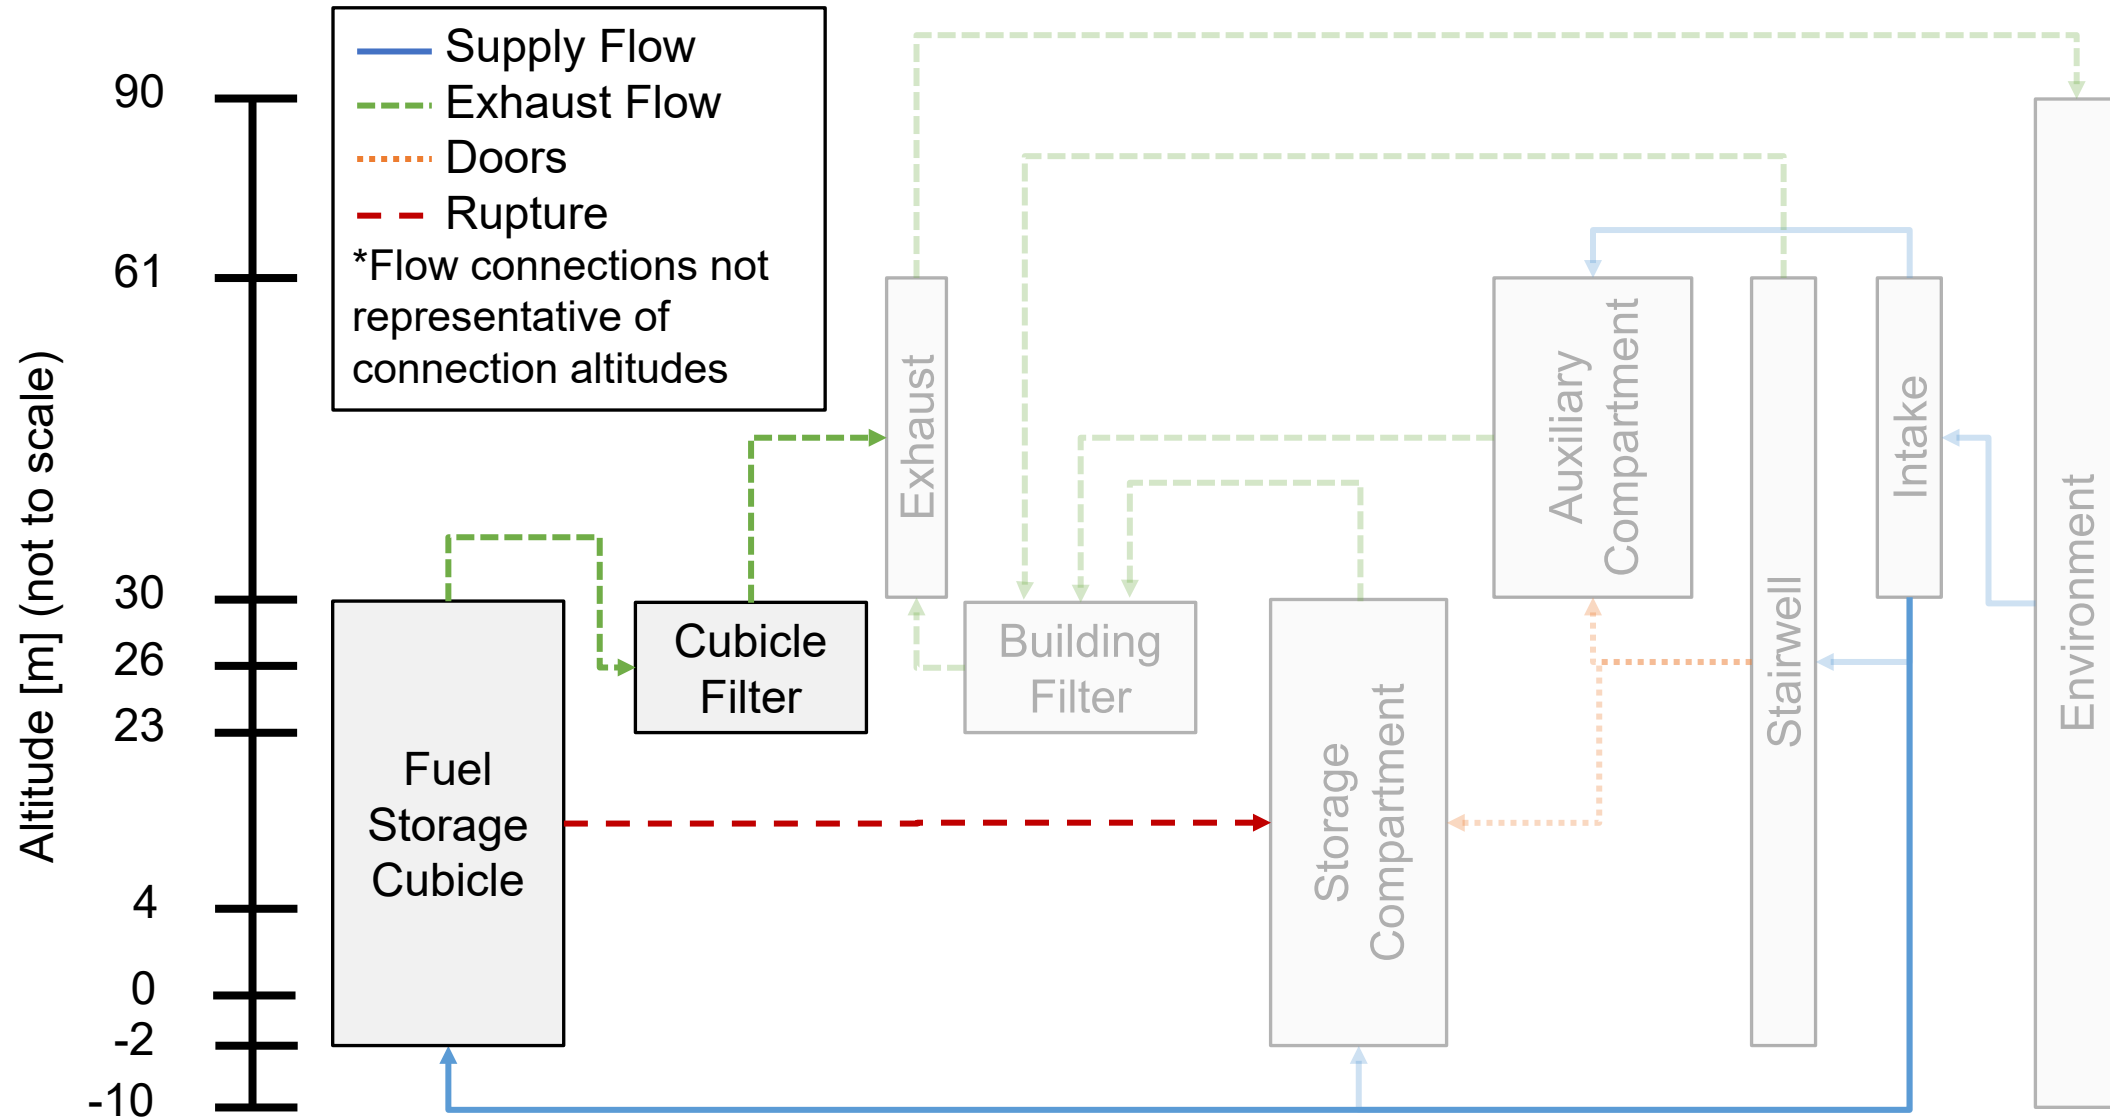 Supply Flow
Exhaust Flow
Doors
Rupture
*Flow connections not
representative of
connection altitudes
Altitude [m] (not to scale)
90
61
30
26
23
4
0
-2
-10
Fuel
Storage
Cubicle
Cubicle
Filter
Exhaust
Building
Filter
Storage
Compartment
Auxiliary
Compartment
Stairwell
Intake
Environment